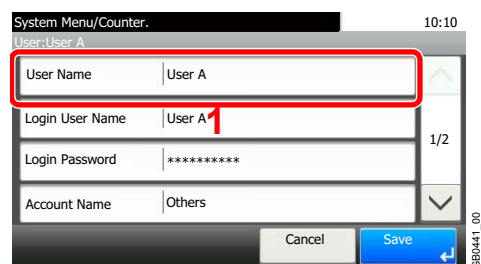 System Menu/Counter.
10:10
User:User A
User Name User A
Login User Name User A
1
1/2
Login Password **********
Account Name Others
Cancel
Save
GB0441_00